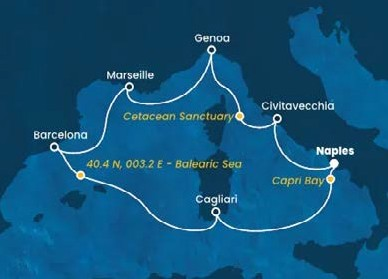 Genoa
Marseille
Cetacean Sanctuary
Civitavecchia
Barcelona
Naples
40.4 N, 003.2 E - Balearic Sea
Capri Bay
Cagliari